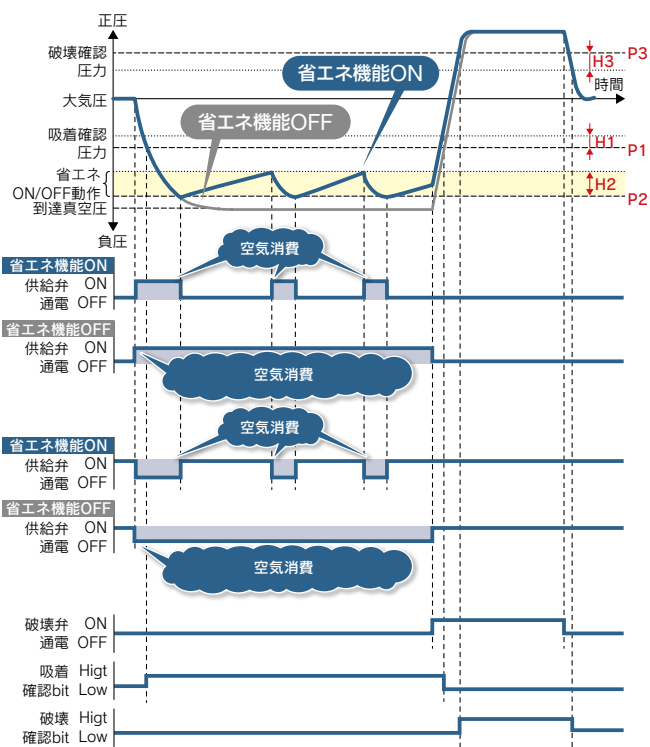 正圧
破壊確認
圧力
P3
H3
時間
大気圧
省エネ機能ON
省エネ機能OFF
吸着確認
圧力
H1
P1
省エネ
ON/OFF動作
H2
P2
到達真空圧
負圧
空気消費
省エネ機能ON
供給弁 ON
通電 OFF
省エネ機能OFF
供給弁 ON
通電 OFF
空気消費
空気消費
省エネ機能ON
供給弁 ON
通電 OFF
省エネ機能OFF
供給弁 ON
通電 OFF
空気消費
破壊弁 ON
通電 OFF
吸着 Higt
確認bit Low
破壊 Higt
確認bit Low